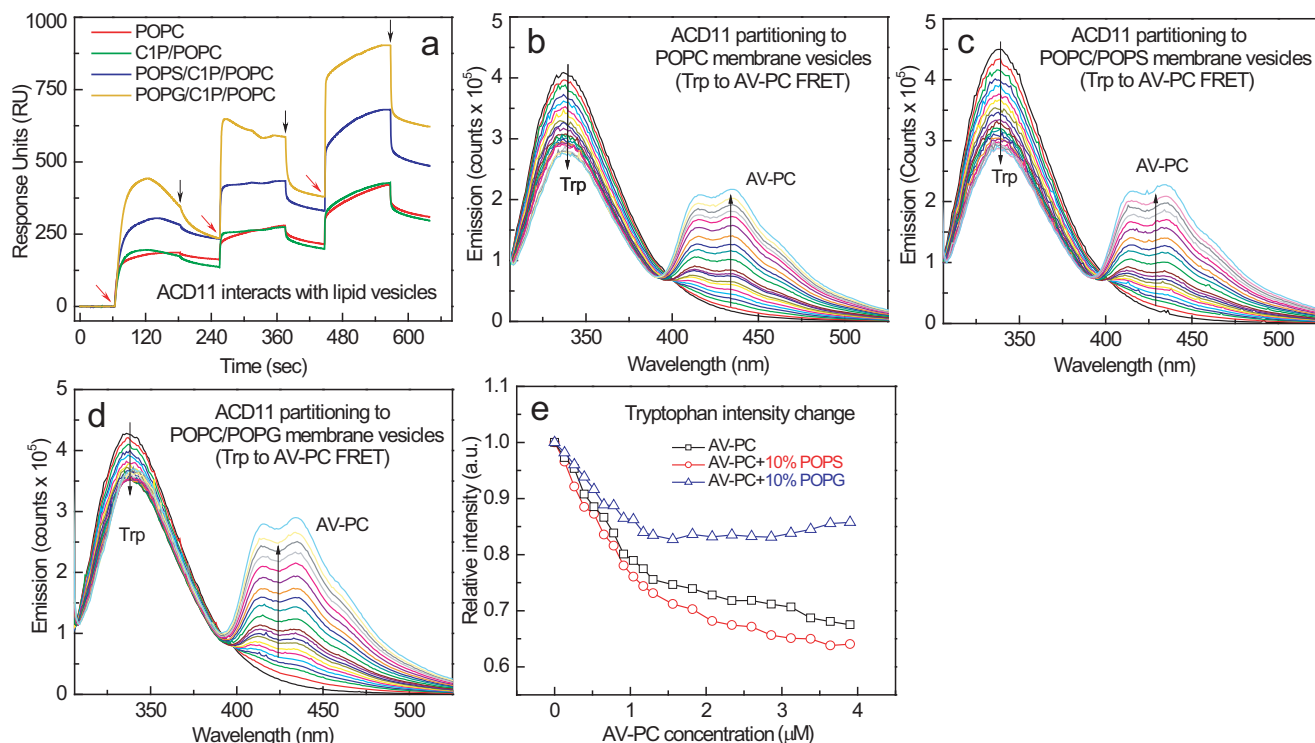 a
POPC
C1P/POPC
POPS/C1P/POPC
POPG/C1P/POPC
1000
750
500
250
0
Response Units (RU)
ACD11 interacts with lipid vesicles
0 120 240 360 480 600
Time (sec)
b
ACD11 partitioning to
POPC membrane vesicles
(Trp to AV-PC FRET)
5
4
3
2
1
0
Emission (counts x 10⁵)
Trp
AV-PC
350 400 450 500
Wavelength (nm)
c
ACD11 partitioning to
POPC/POPS membrane vesicles
(Trp to AV-PC FRET)
5
4
3
2
1
0
Emission (Counts x 10⁵)
Trp
AV-PC
350 400 450 500
Wavelength (nm)
d
ACD11 partitioning to
POPC/POPG membrane vesicles
(Trp to AV-PC FRET)
5
4
3
2
1
0
Emission (counts x 10⁵)
Trp
AV-PC
350 400 450 500
Wavelength (nm)
e
Tryptophan intensity change
AV-PC
AV-PC+10% POPS
AV-PC+10% POPG
1.1
1.0
0.9
0.8
0.7
0.6
Relative intensity (a.u.)
0 1 2 3 4
AV-PC concentration (μM)